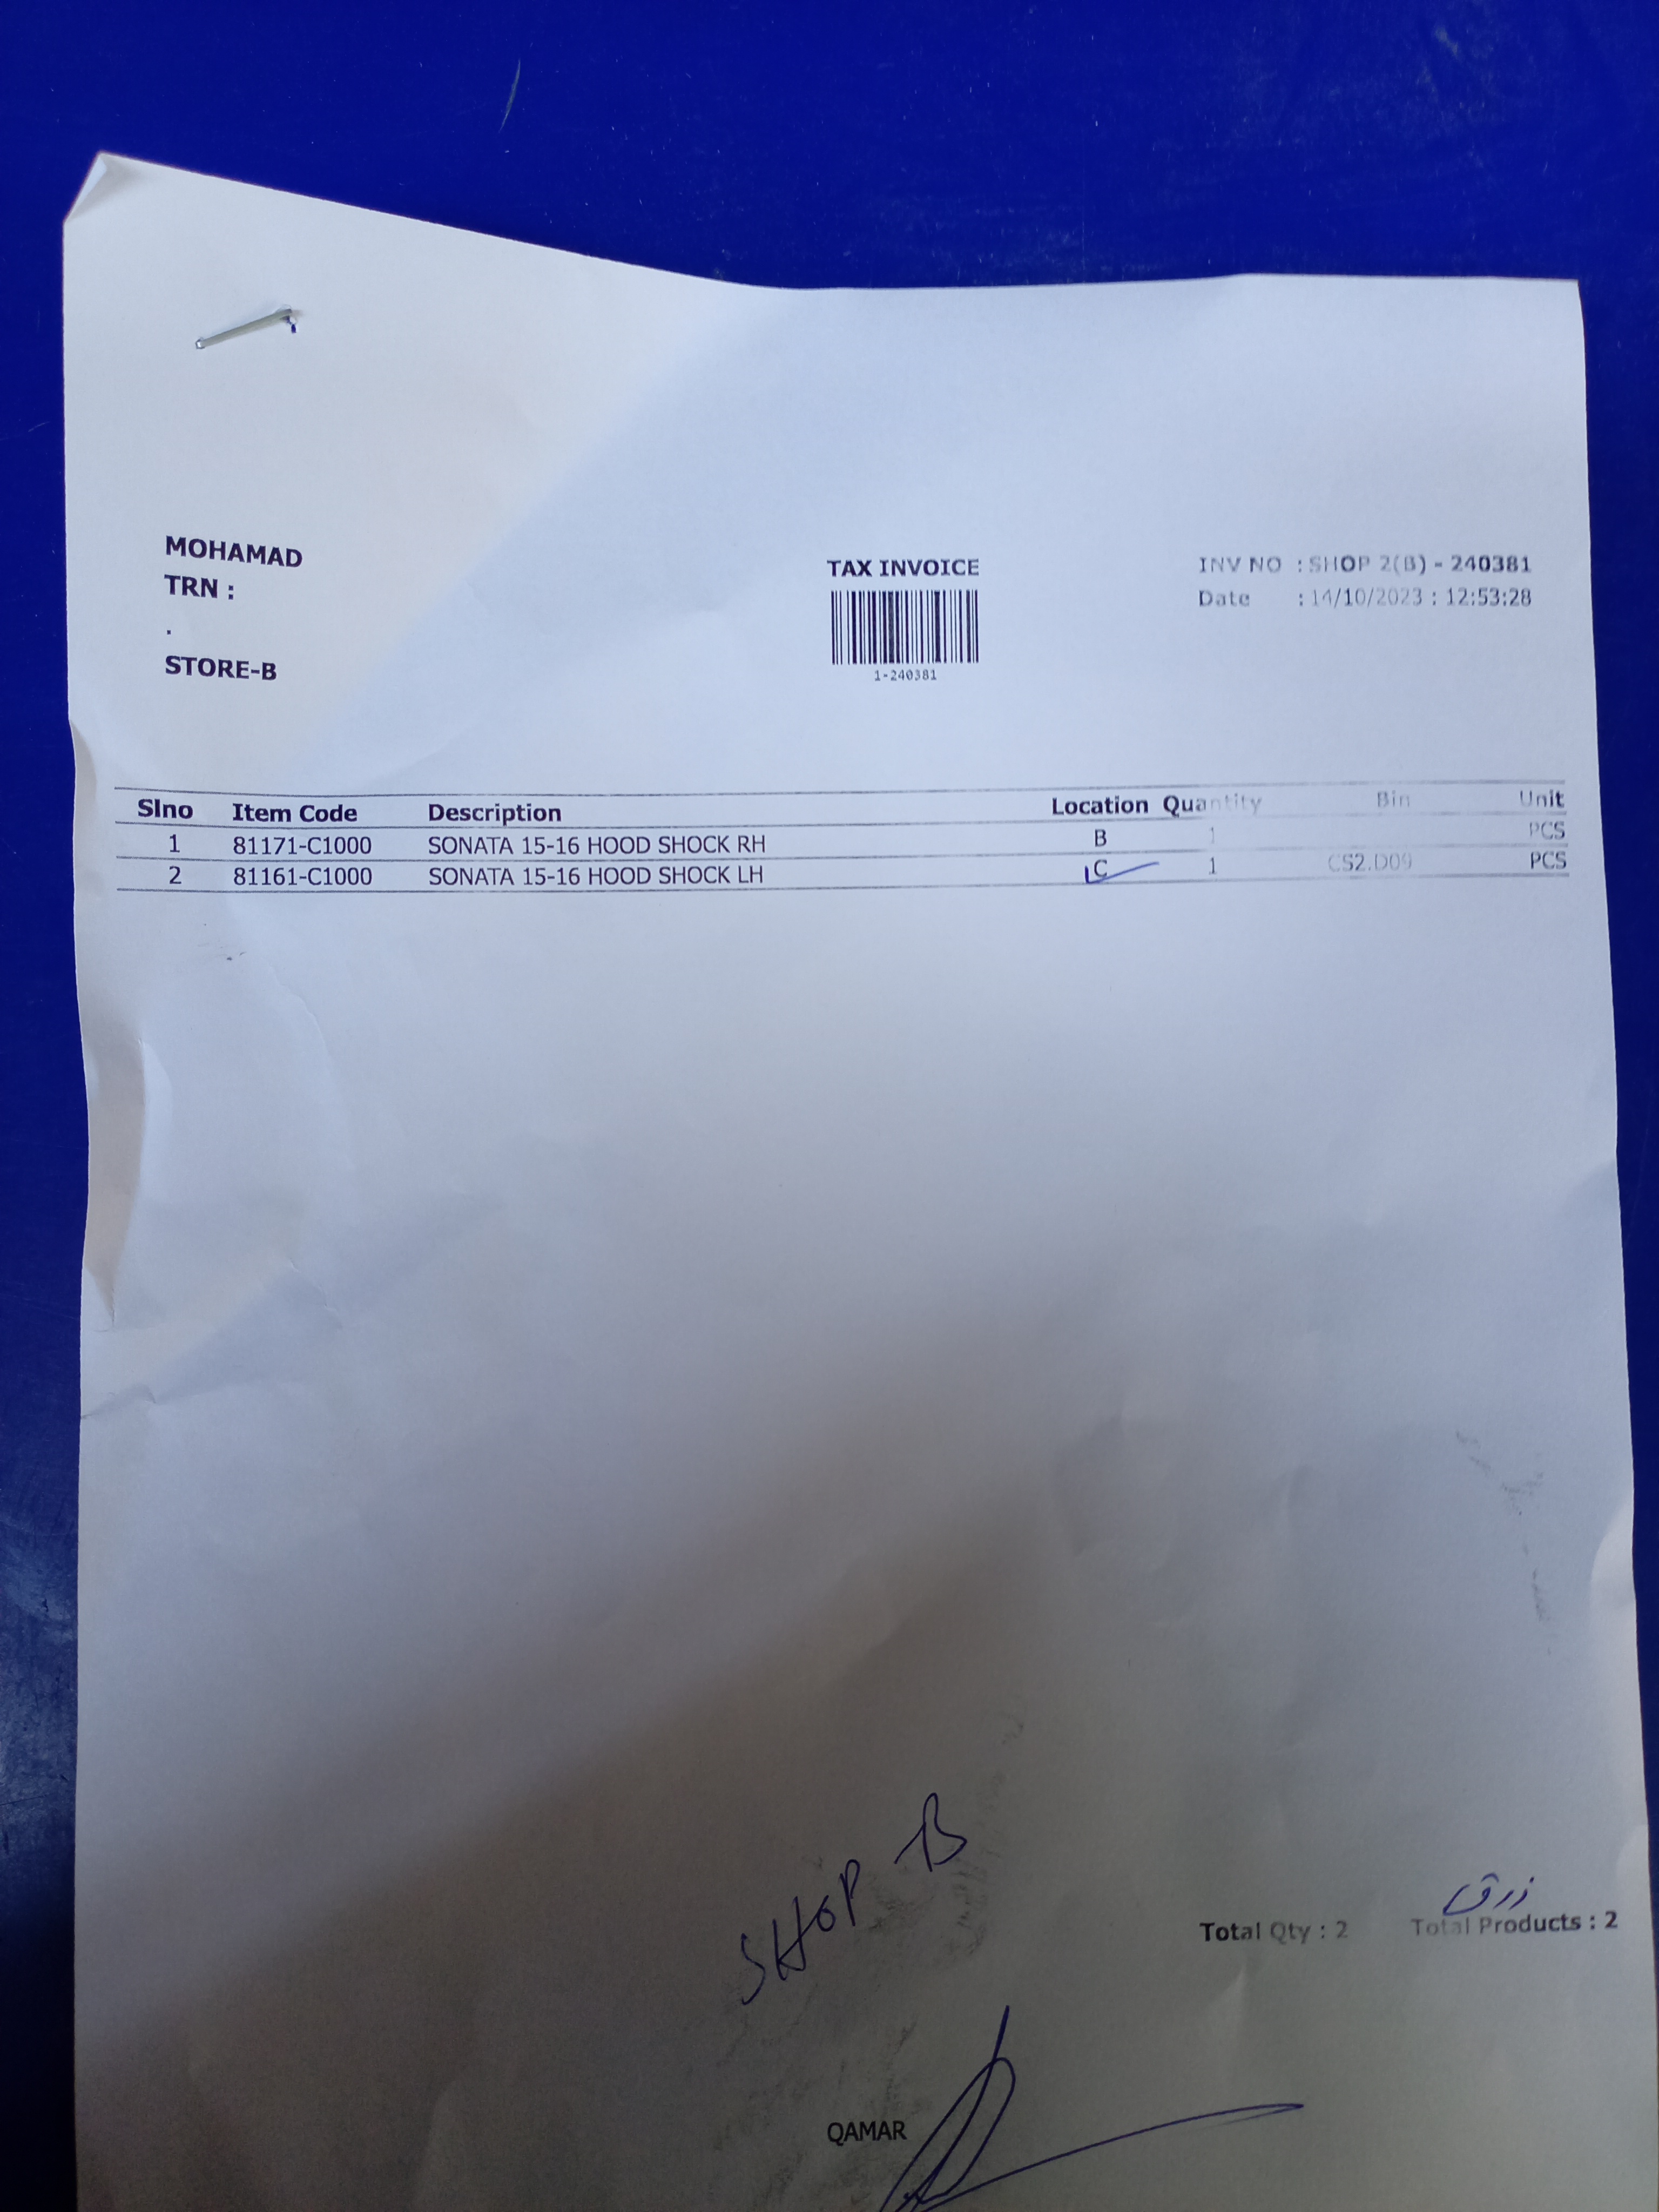 MOHAMAD
TRN :
.
STORE-B
TAX INVOICE
1-240381
INV NO : SHOP 2(B) - 240381
Date : 14/10/2023 : 12:53:28
Slno Item Code Description Location Quantity Bin Unit
1 81171-C1000 SONATA 15-16 HOOD SHOCK RH B 1 PCS
2 81161-C1000 SONATA 15-16 HOOD SHOCK LH C 1 CS2.D09 PCS
SHOP B
زرق
Total Qty : 2 Total Products : 2
QAMAR